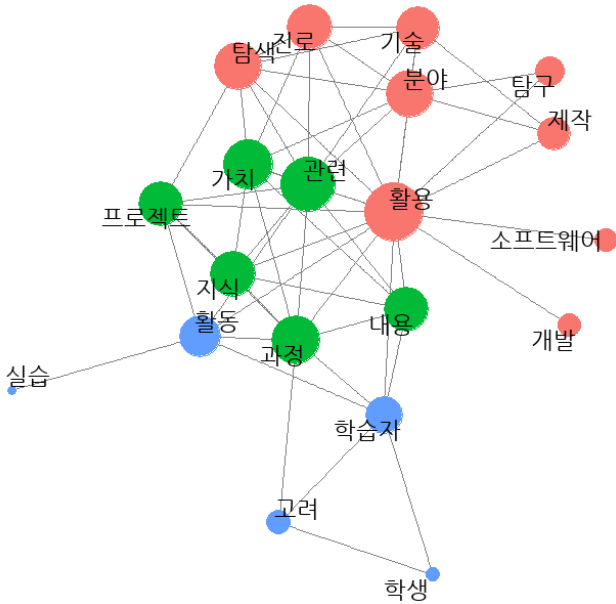 진로
기술
탐색
분야
탐구
제작
가치
관련
활용
프로젝트
소프트웨어
지식
활동
내용
개발
과정
실습
학습자
고려
학생